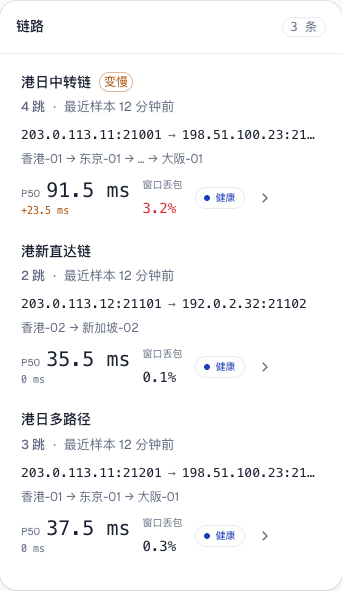 链路
3 条
港日中转链 变慢
4 跳 · 最近样本 12 分钟前
203.0.113.11:21001 → 198.51.100.23:21…
香港-01 → 东京-01 → … → 大阪-01
P50 91.5 ms
+23.5 ms
窗口丢包
3.2%
健康
港新直达链
2 跳 · 最近样本 12 分钟前
203.0.113.12:21101 → 192.0.2.32:21102
香港-02 → 新加坡-02
P50 35.5 ms
0 ms
窗口丢包
0.1%
健康
港日多路径
3 跳 · 最近样本 12 分钟前
203.0.113.11:21201 → 198.51.100.23:21…
香港-01 → 东京-01 → 大阪-01
P50 37.5 ms
0 ms
窗口丢包
0.3%
健康